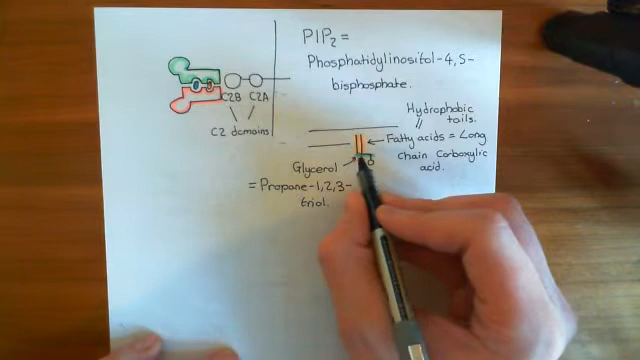 PIP2 =
Phosphatidylinositol-4,5-
bisphosphate.
C2B C2A
C2 domains
Hydrophobic
tails.
Fatty acids = Long
chain Carboxylic
acid.
Glycerol
= Propane-1,2,3-
triol.